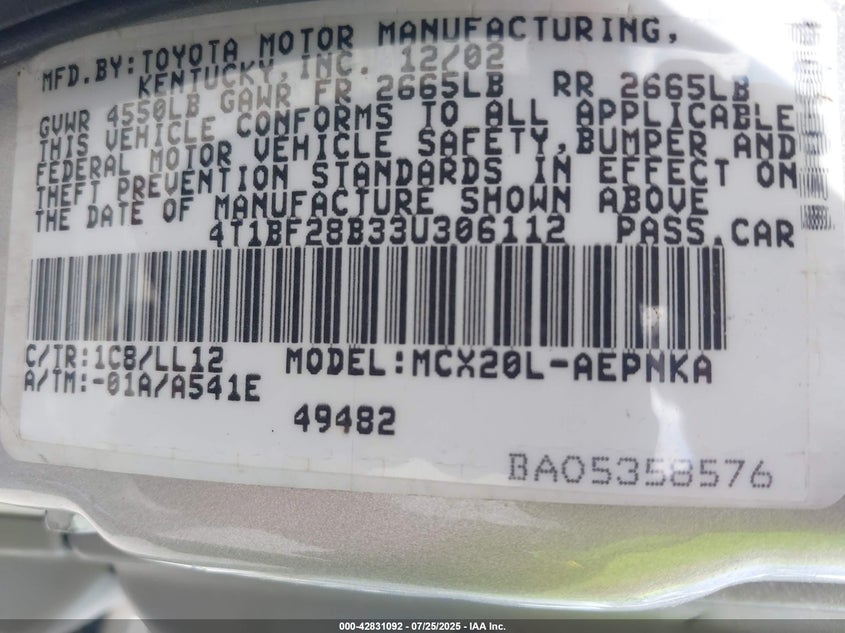 MFD.BY:TOYOTA MOTOR MANUFACTURING,
KENTUCKY,INC. 12/02
GVWR 4550LB GAWR FR 2665LB RR 2665LB
THIS VEHICLE CONFORMS TO ALL APPLICABLE
FEDERAL MOTOR VEHICLE SAFETY,BUMPER AND
THEFT PREVENTION STANDARDS IN EFFECT ON
THE DATE OF MANUFACTURE SHOWN ABOVE
4T1BF28B33U306112 PASS.CAR
C/TR:1C8/LL12 MODEL:MCX20L-AEPNKA
A/TM:-01A/A541E
49482
BA05358576
000-42831092 | 07/25/2025 - IAA Inc.